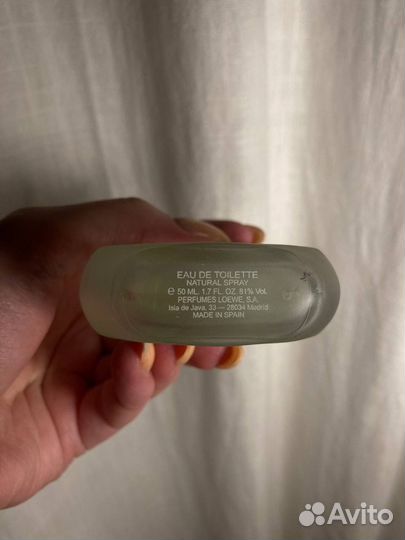 EAU DE TOILETTE
NATURAL SPRAY
℮ 50 ML. 1.7 FL. OZ. 81% Vol.
PERFUMES LOEWE, S.A.
Isla de Java, 33 — 28034 Madrid
MADE IN SPAIN
Avito